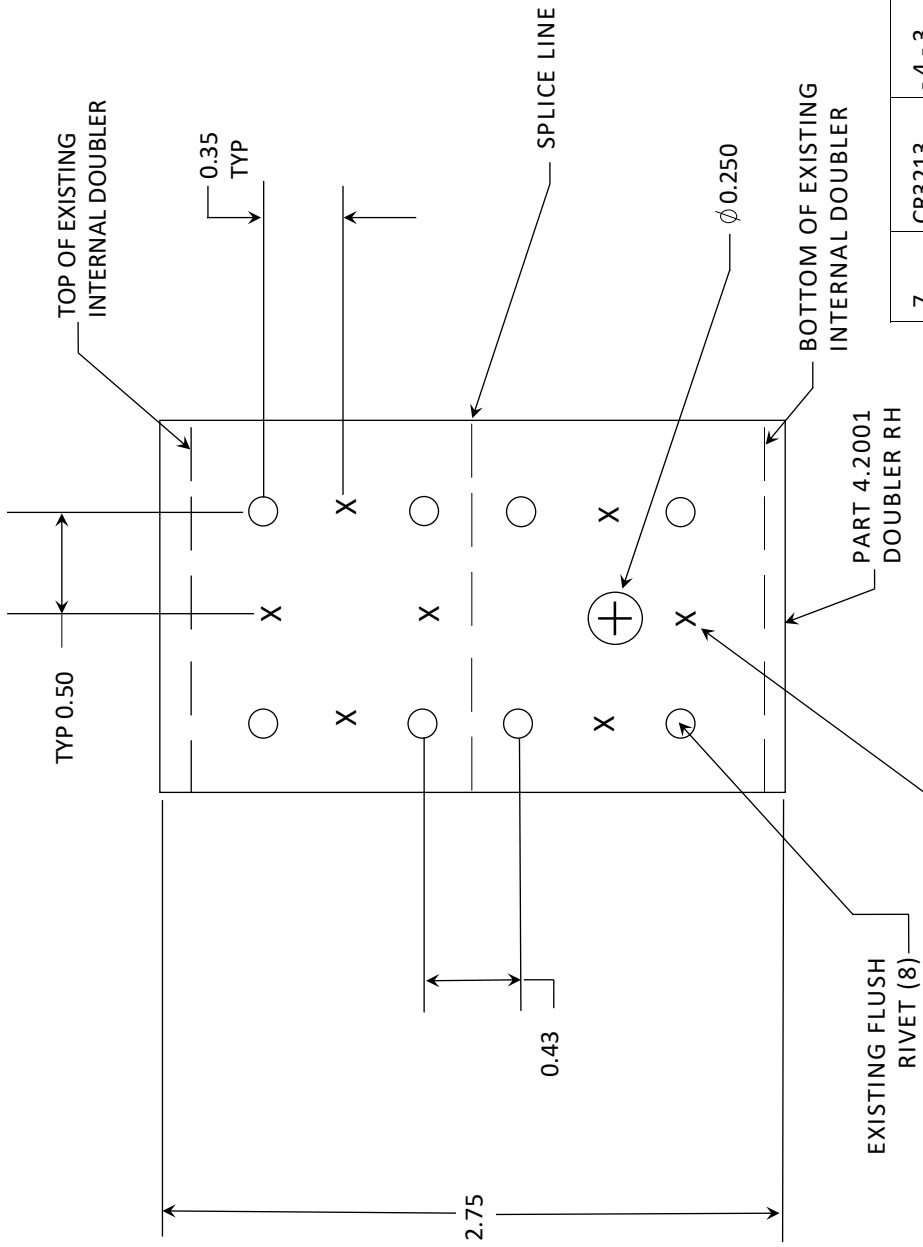 TOP OF EXISTING
INTERNAL DOUBLER
TYP 0.50
0.35
TYP
SPLICE LINE
⌀ 0.250
2.75
0.43
BOTTOM OF EXISTING
INTERNAL DOUBLER
PART 4.2001
DOUBLER RH
EXISTING FLUSH
RIVET (8)
7 CR3213 - 4 - 3